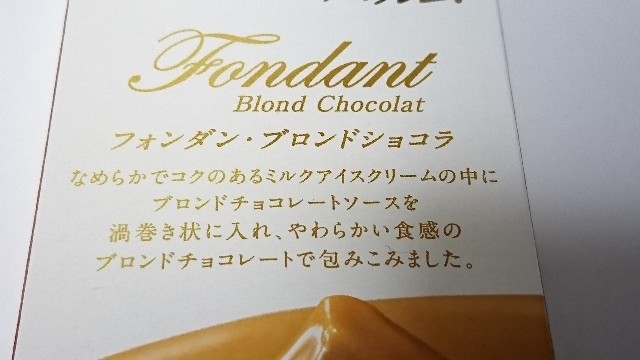 Fondant
Blond Chocolat
フォンダン・ブロンドショコラ
なめらかでコクのあるミルクアイスクリームの中に
ブロンドチョコレートソースを
渦巻き状に入れ、やわらかい食感の
ブロンドチョコレートで包みこみました。